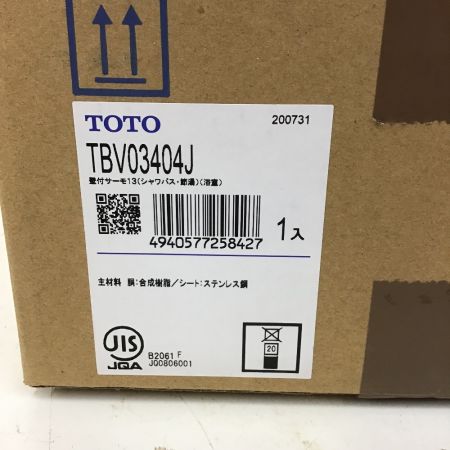 TOTO
200731
TBV03404J
壁付サーモ13(シャワバス・節湯)(浴室)
4940577258427
1入
主材料 胴:合成樹脂/シート:ステンレス鋼
JIS
JQA
B2061 F
JQ0806001
20